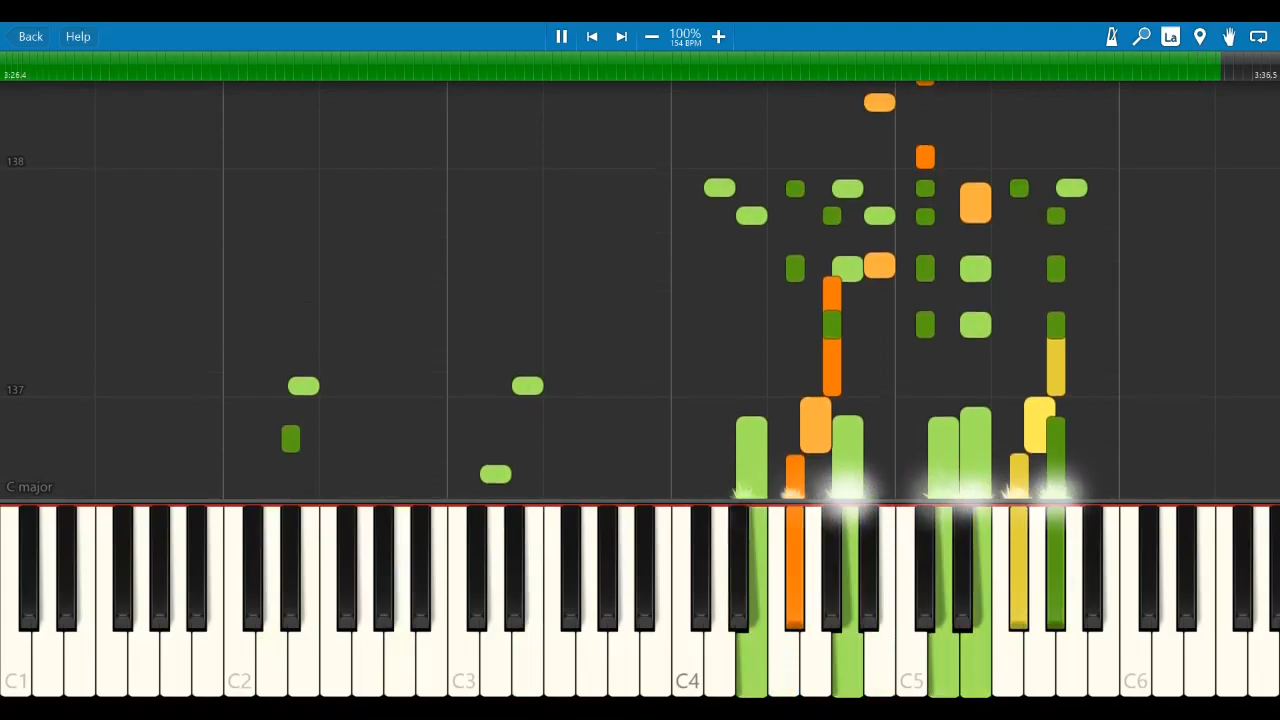 Back Help 100% La
154 BPM
3:26,4 3:36,5
138
137
C major
C1 C2 C3 C4 C5 C6